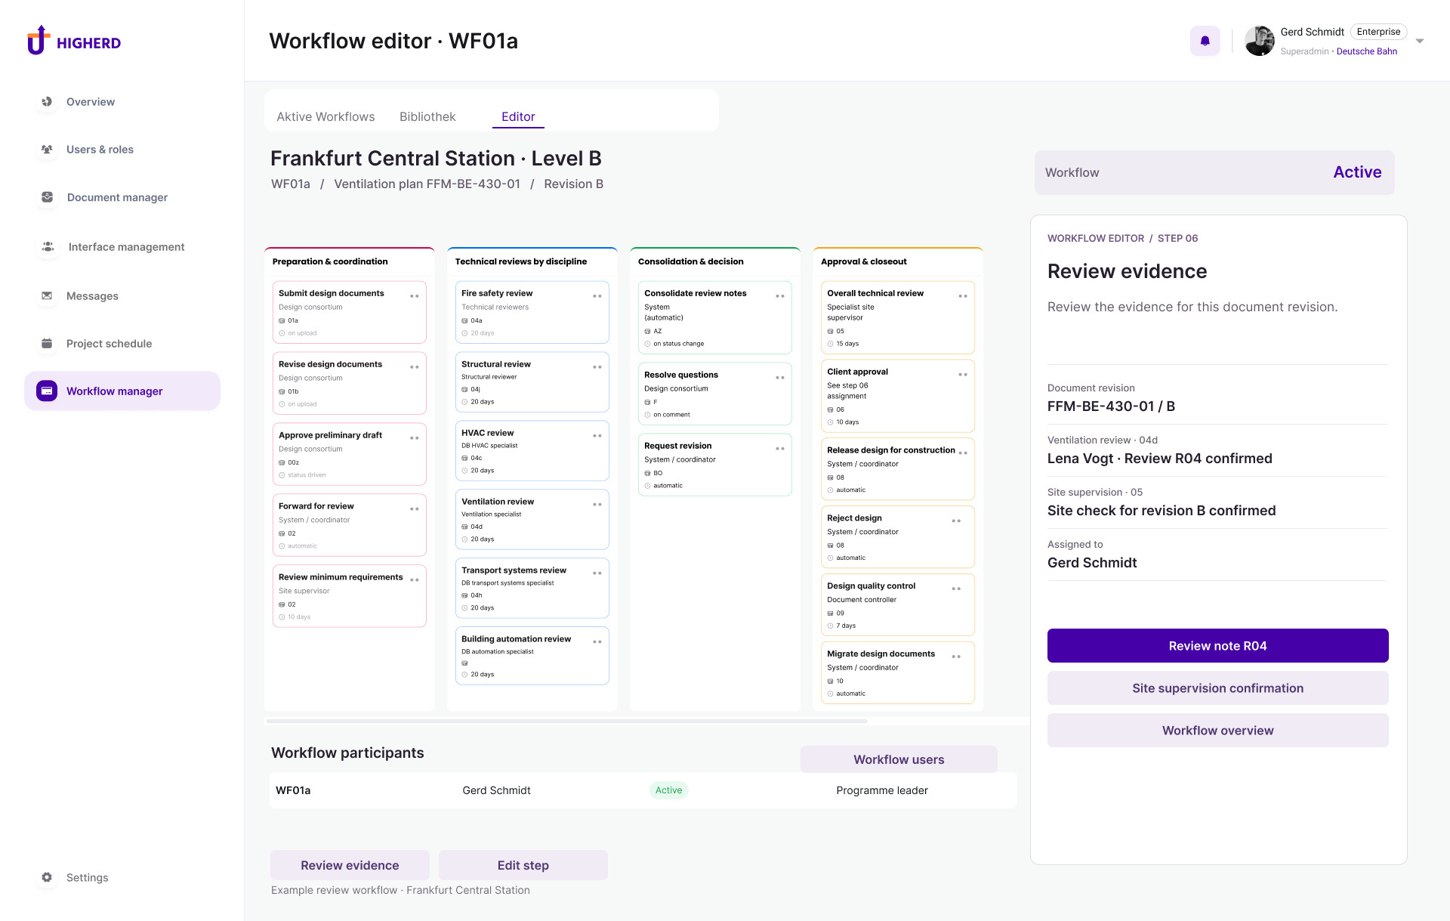 HIGHERD
Workflow editor · WF01a
Gerd Schmidt
Enterprise
Superadmin · Deutsche Bahn
Overview
Users & roles
Document manager
Interface management
Messages
Project schedule
Workflow manager
Settings
Aktive Workflows
Bibliothek
Editor
Frankfurt Central Station · Level B
WF01a / Ventilation plan FFM-BE-430-01 / Revision B
Preparation & coordination
Submit design documents
Design consortium
01a
on upload
Revise design documents
Design consortium
01b
on upload
Approve preliminary draft
Design consortium
00z
status driven
Forward for review
System / coordinator
02
automatic
Review minimum requirements
Site supervisor
02
10 days
Technical reviews by discipline
Fire safety review
Technical reviewers
04a
20 days
Structural review
Structural reviewer
04j
20 days
HVAC review
DB HVAC specialist
04c
20 days
Ventilation review
Ventilation specialist
04d
20 days
Transport systems review
DB transport systems specialist
04h
20 days
Building automation review
DB automation specialist
20 days
Consolidation & decision
Consolidate review notes
System
(automatic)
AZ
on status change
Resolve questions
Design consortium
F
on comment
Request revision
System / coordinator
BO
automatic
Approval & closeout
Overall technical review
Specialist site
supervisor
05
15 days
Client approval
See step 06
assignment
06
10 days
Release design for construction
System / coordinator
08
automatic
Reject design
System / coordinator
08
automatic
Design quality control
Document controller
09
7 days
Migrate design documents
System / coordinator
10
automatic
Workflow participants
Workflow users
WF01a
Gerd Schmidt
Active
Programme leader
Review evidence
Edit step
Example review workflow · Frankfurt Central Station
Workflow
Active
WORKFLOW EDITOR / STEP 06
Review evidence
Review the evidence for this document revision.
Document revision
FFM-BE-430-01 / B
Ventilation review · 04d
Lena Vogt · Review R04 confirmed
Site supervision · 05
Site check for revision B confirmed
Assigned to
Gerd Schmidt
Review note R04
Site supervision confirmation
Workflow overview